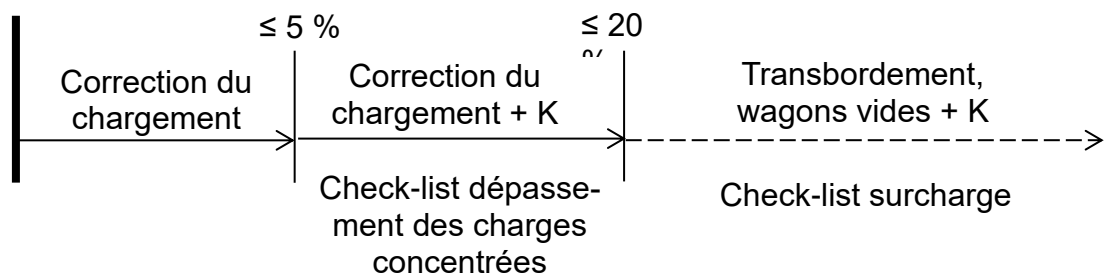 ≤ 5 %
≤ 20
%
Correction du
chargement
Correction du
chargement + K
Transbordement,
wagons vides + K
Check-list dépasse-
ment des charges
concentrées
Check-list surcharge